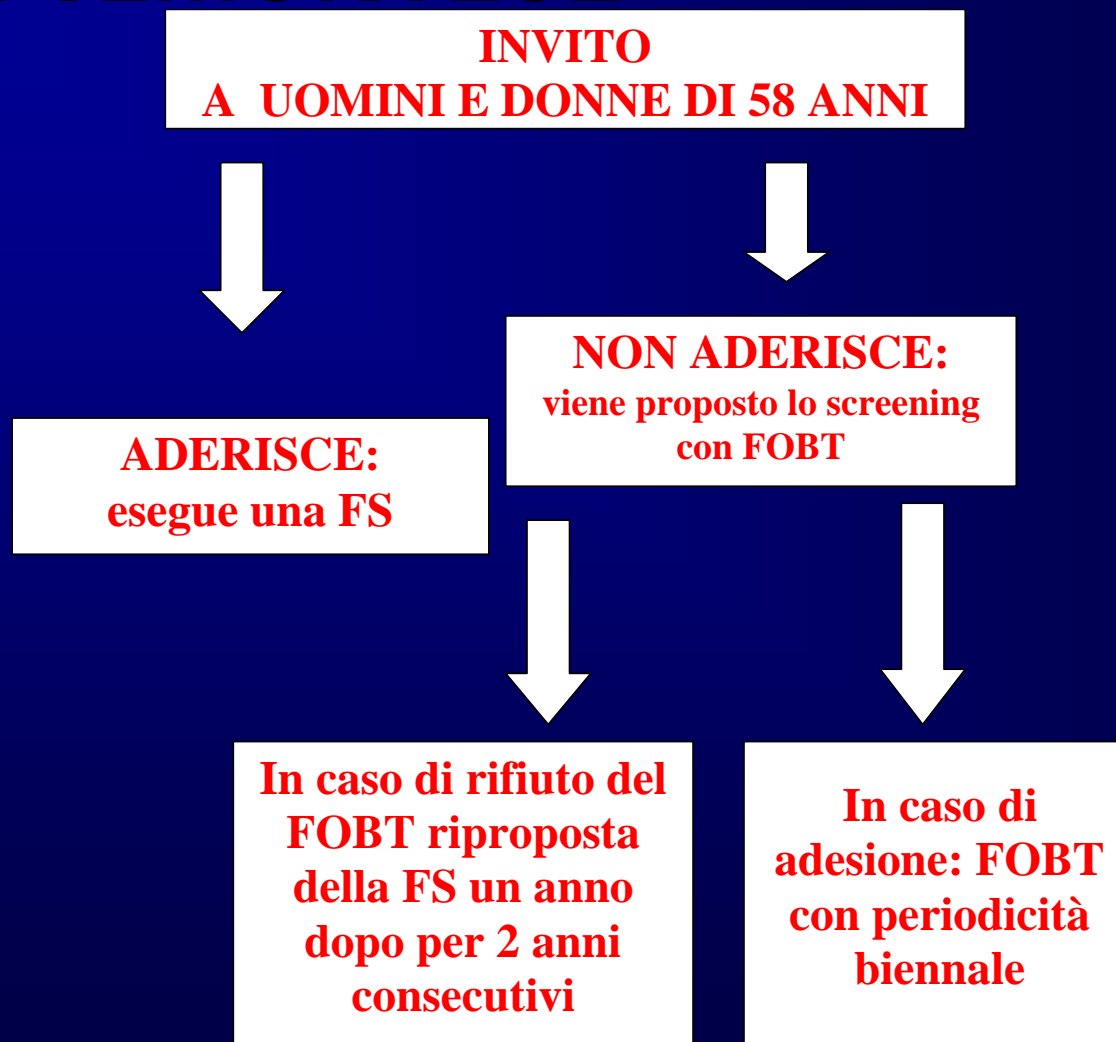 INVITO
A UOMINI E DONNE DI 58 ANNI
NON ADERISCE:
viene proposto lo screening
con FOBT
ADERISCE:
esegue una FS
In caso di rifiuto del
FOBT riproposta
della FS un anno
dopo per 2 anni
consecutivi
In caso di
adesione: FOBT
con periodicità
biennale